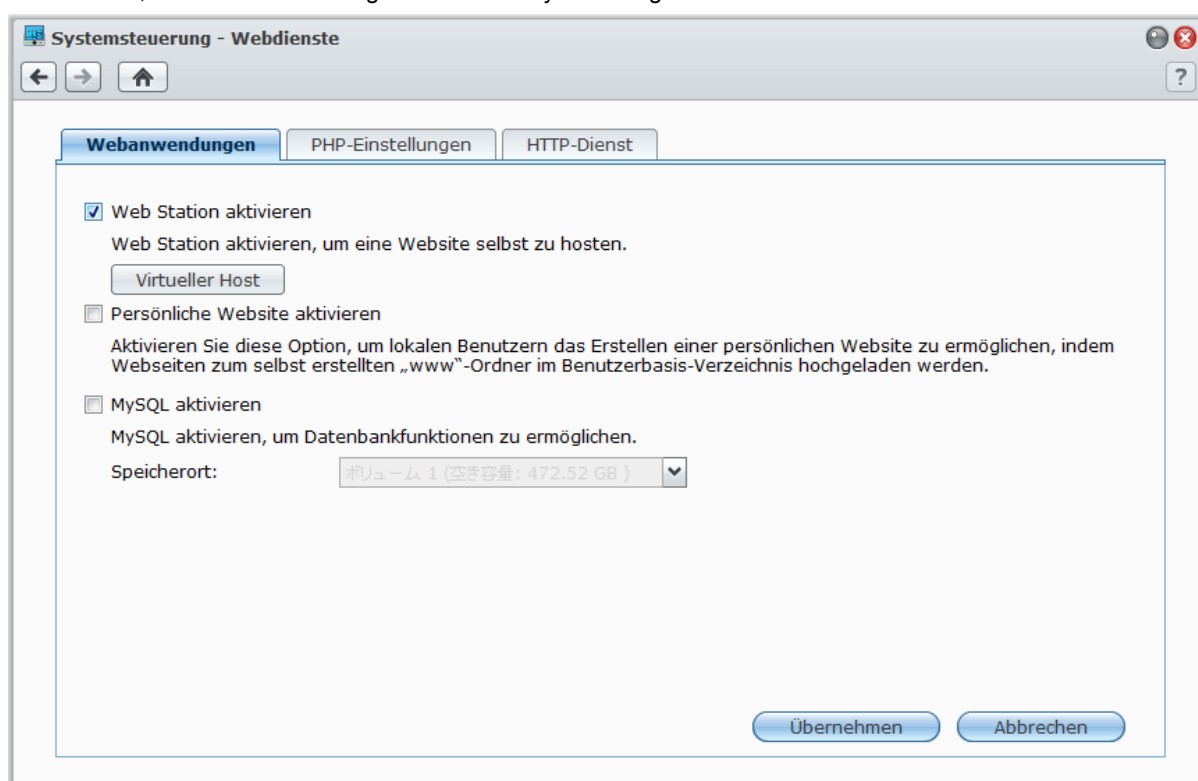 Systemsteuerung - Webdienste
?
Webanwendungen PHP-Einstellungen HTTP-Dienst
Web Station aktivieren
Web Station aktivieren, um eine Website selbst zu hosten.
Virtueller Host
Persönliche Website aktivieren
Aktivieren Sie diese Option, um lokalen Benutzern das Erstellen einer persönlichen Website zu ermöglichen, indem
Webseiten zum selbst erstellten „www“-Ordner im Benutzerbasis-Verzeichnis hochgeladen werden.
MySQL aktivieren
MySQL aktivieren, um Datenbankfunktionen zu ermöglichen.
Speicherort: ボリューム 1 (空き容量: 472.52 GB )
Übernehmen Abbrechen